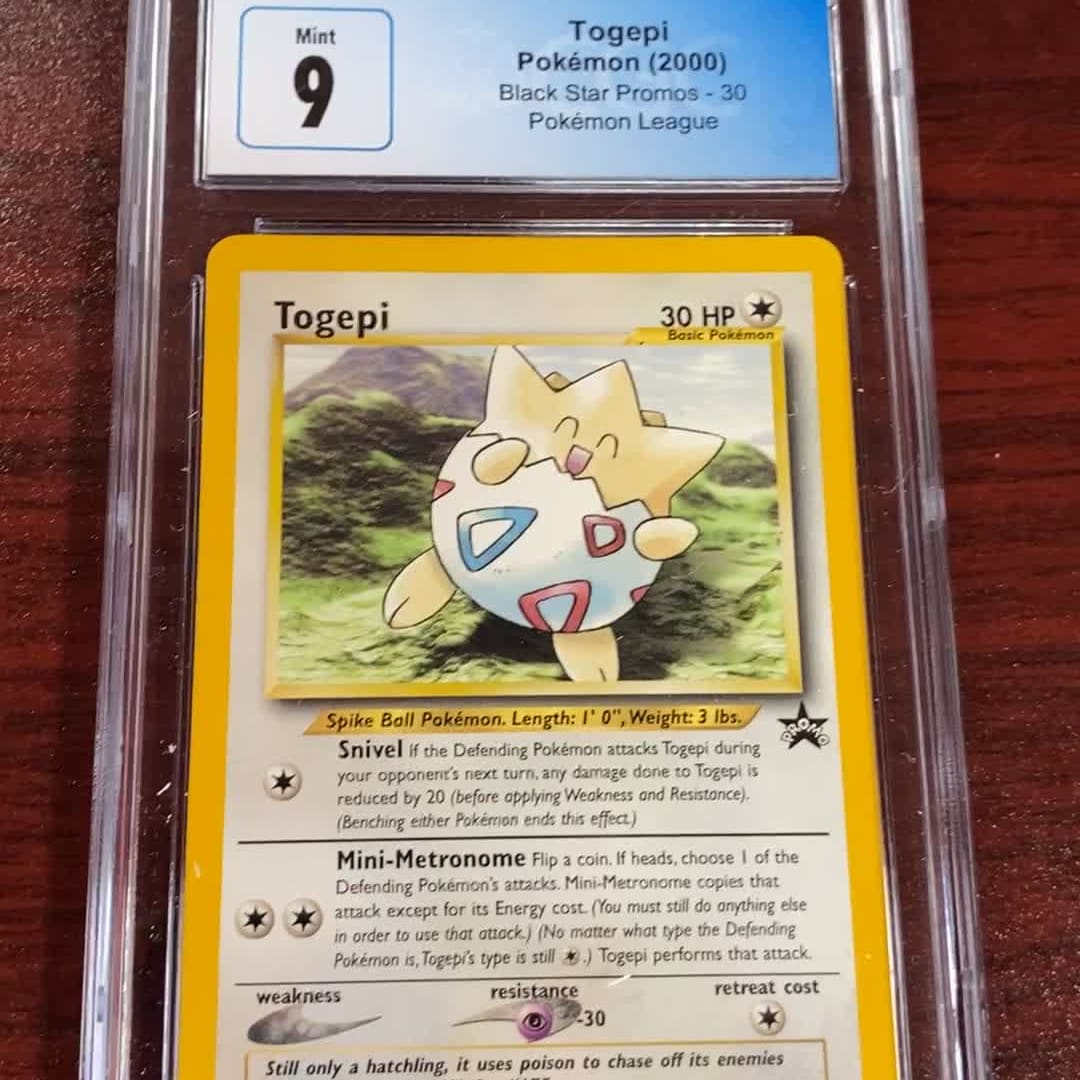 Mint
9
Togepi
Pokémon (2000)
Black Star Promos - 30
Pokémon League
Togepi
30 HP
Basic Pokémon
Spike Ball Pokémon. Length: 1' 0", Weight: 3 lbs.
PROMO
Snivel If the Defending Pokémon attacks Togepi during
your opponent's next turn, any damage done to Togepi is
reduced by 20 (before applying Weakness and Resistance).
(Benching either Pokémon ends this effect.)
Mini-Metronome Flip a coin. If heads, choose 1 of the
Defending Pokémon's attacks. Mini-Metronome copies that
attack except for its Energy cost. (You must still do anything else
in order to use that attack.) (No matter what type the Defending
Pokémon is, Togepi's type is still .) Togepi performs that attack.
weakness
resistance
retreat cost
-30
Still only a hatchling, it uses poison to chase off its enemies